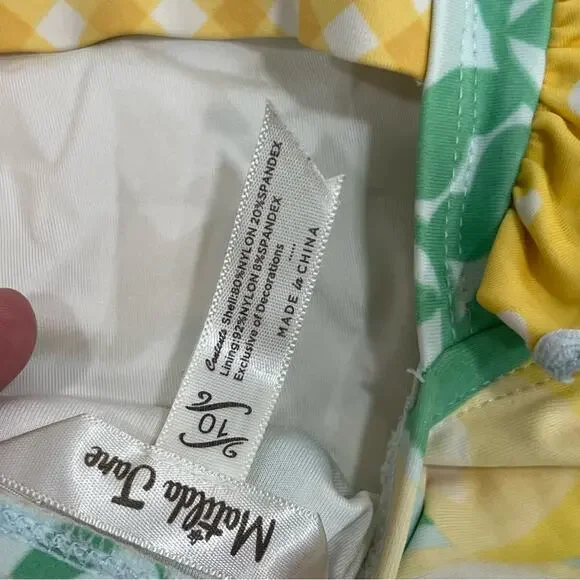 Matilda Jane
10
Contents Shell:80%NYLON 20%SPANDEX
Lining:92%NYLON 8%SPANDEX
Exclusive of Decorations
MADE in CHINA